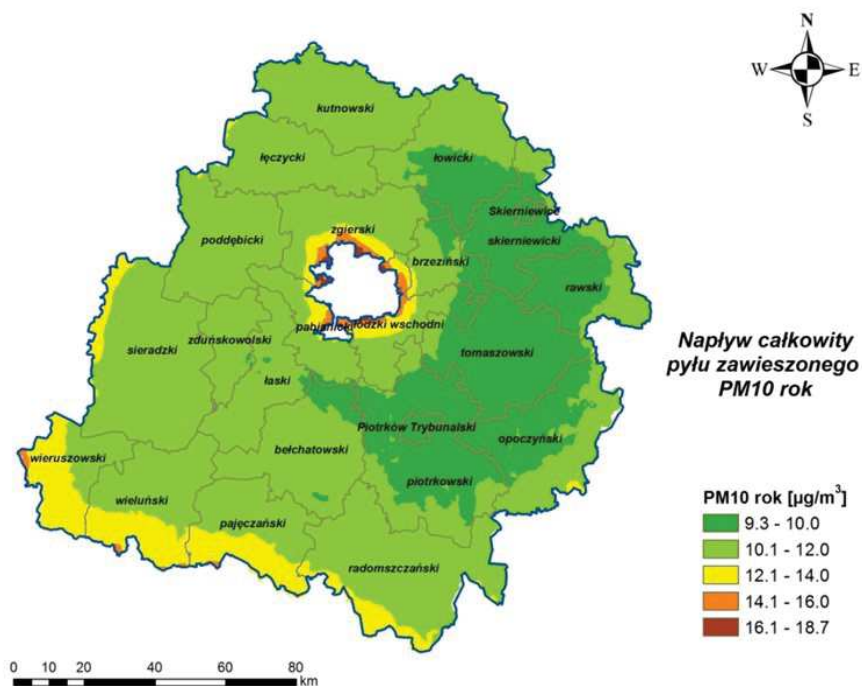 N
W E
S
kutnowski
łęczycki
łowicki
Skierniewice
zgierski
skierniewicki
poddębicki
brzeziński
rawski
pabianicki łódzki wschodni
sieradzki
zduńskowolski
tomaszowski
łaski
Napływ całkowity
pyłu zawieszonego
PM10 rok
Piotrków Trybunalski
opoczyński
bełchatowski
wieruszowski
piotrkowski
wieluński
pajęczański
radomszczański
PM10 rok [µg/m³]
9.3 - 10.0
10.1 - 12.0
12.1 - 14.0
14.1 - 16.0
16.1 - 18.7
0 10 20 40 60 80
km